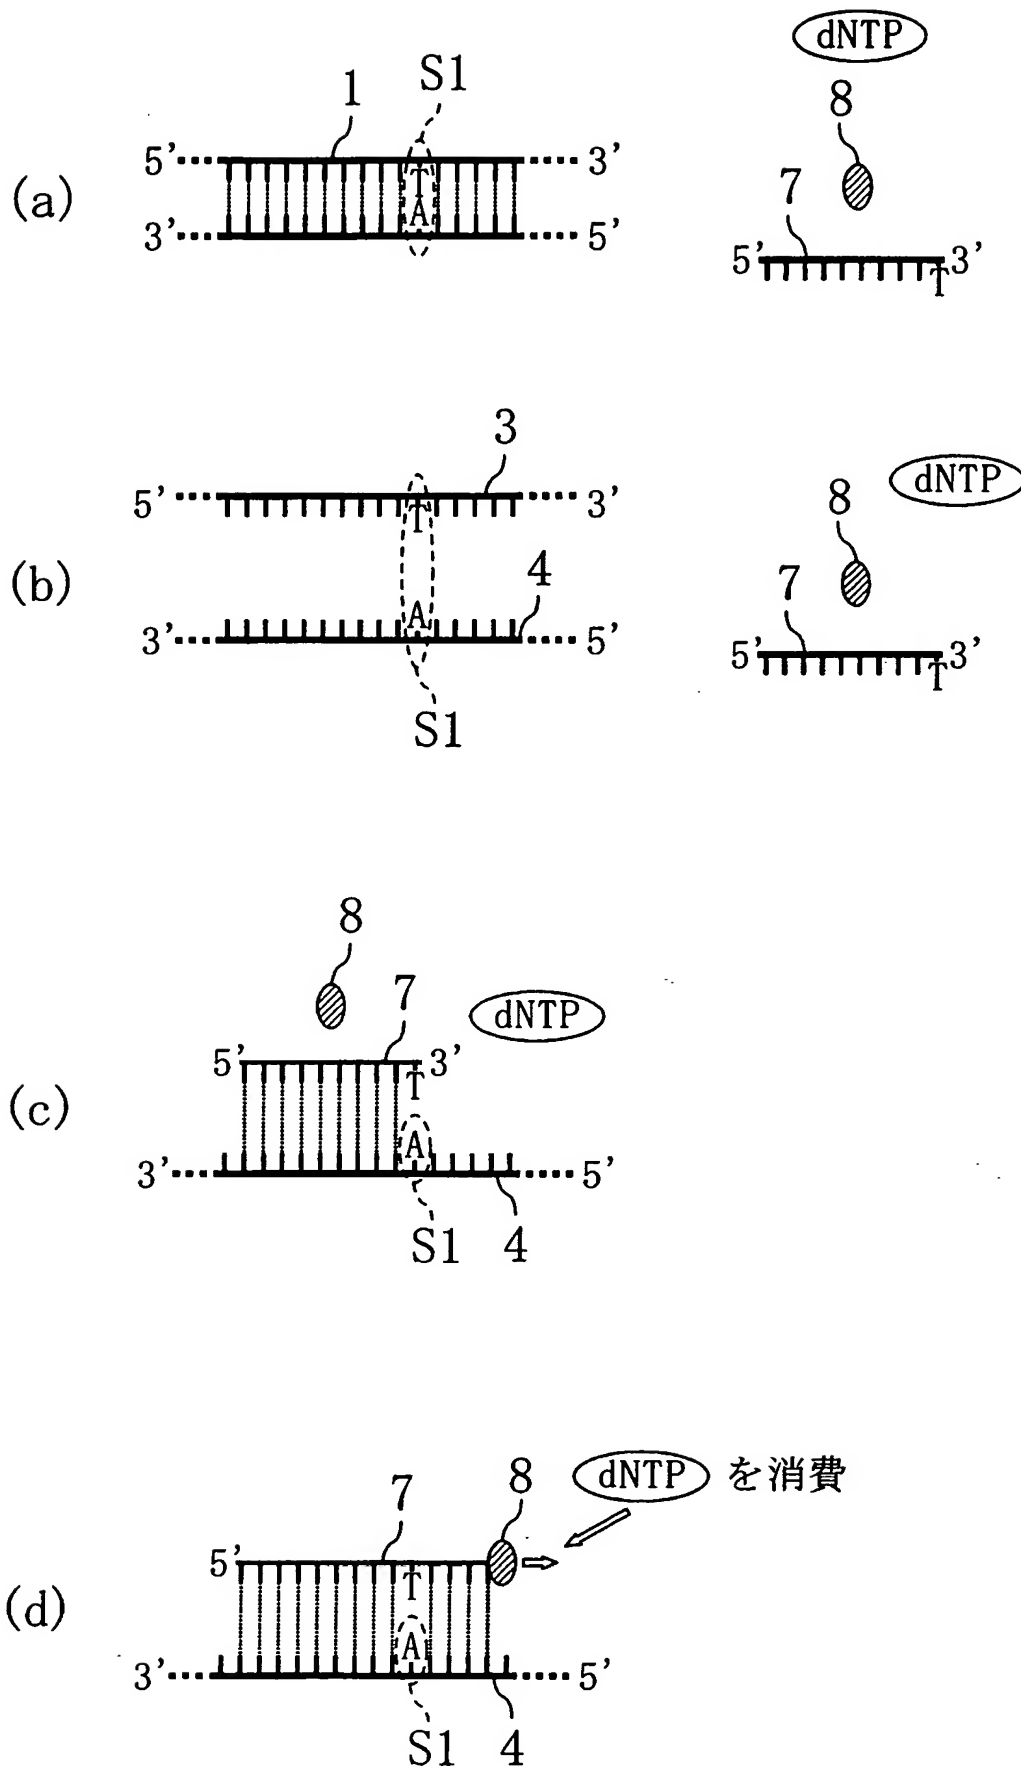 dNTP
S1
1
8
5' 3'
T
7
(a)
A
3' 5'
5' 3'
T
3
dNTP
5' 3'
8
T
(b)
4
7
A
3' 5'
5' 3'
T
S1
8
7
dNTP
5' 3'
T
(c)
A
3' 5'
S1 4
7 8 dNTP を消費
5'
T
(d)
A
3' 5'
S1 4